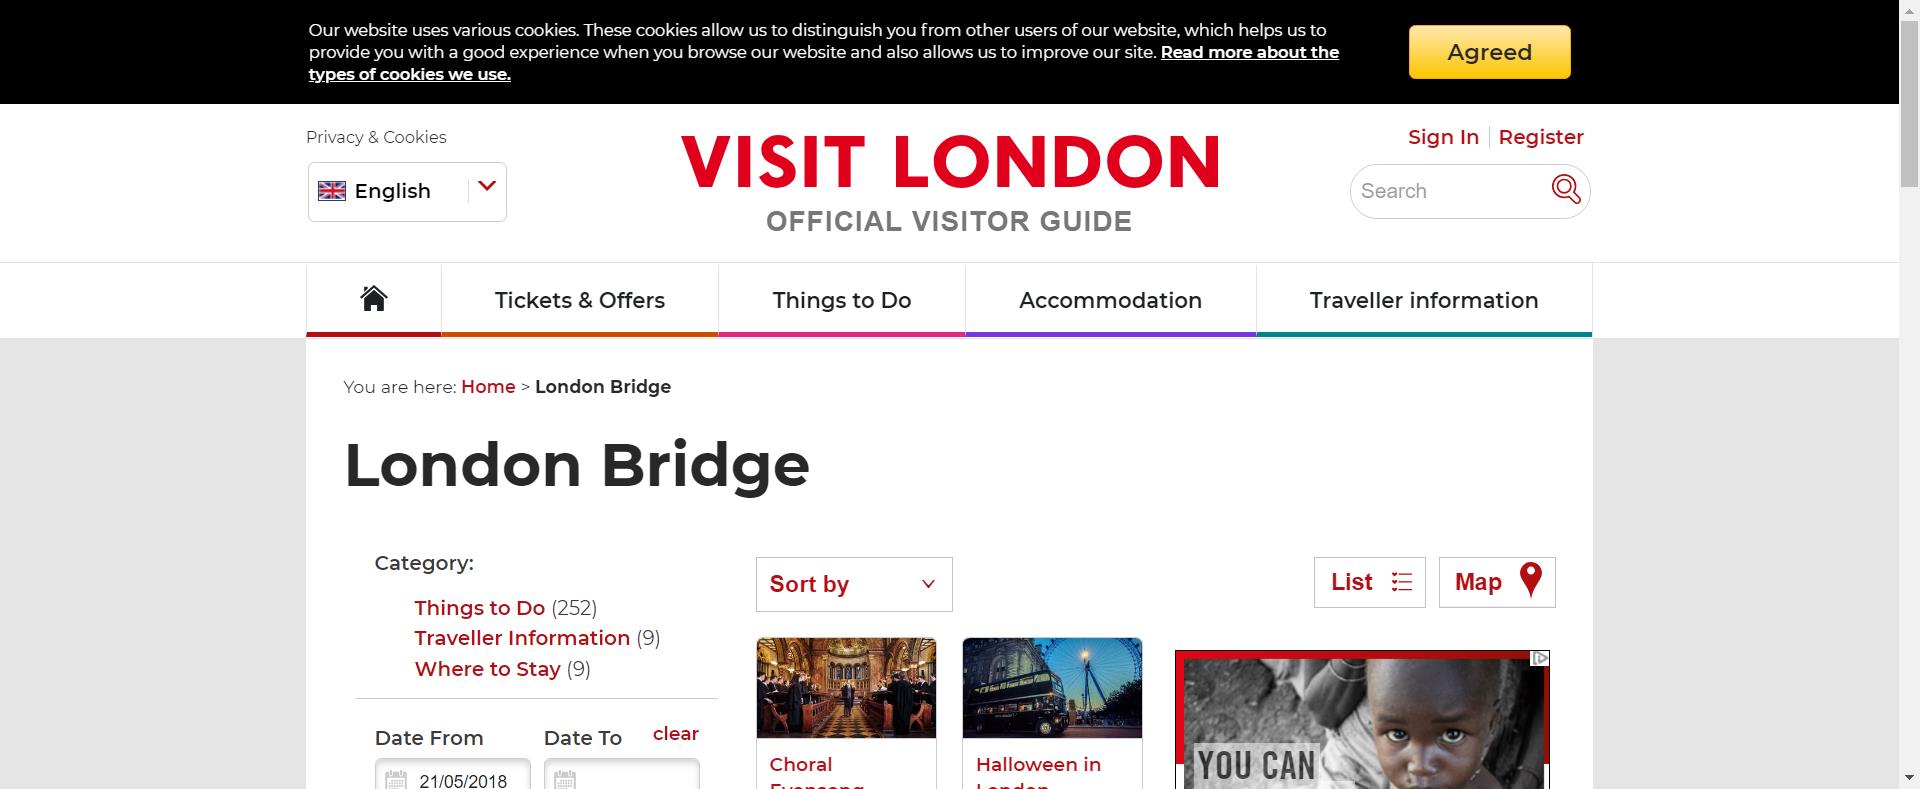 Our website uses various cookies. These cookies allow us to distinguish you from other users of our website, which helps us to
provide you with a good experience when you browse our website and also allows us to improve our site. Read more about the
types of cookies we use.
Agreed
Privacy & Cookies
English
VISIT LONDON
OFFICIAL VISITOR GUIDE
Sign In
Register
Search
Tickets & Offers
Things to Do
Accommodation
Traveller information
You are here: Home > London Bridge
London Bridge
Category:
Things to Do (252)
Traveller Information (9)
Where to Stay (9)
Date From
Date To
clear
21/05/2018
Sort by
List
Map
Choral
Evensong
Halloween in
London
YOU CAN